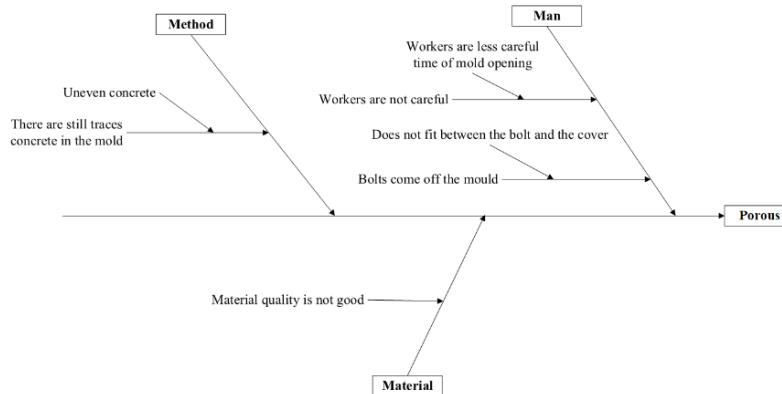 Method
Man
Workers are less careful
time of mold opening
Uneven concrete
Workers are not careful
There are still traces
concrete in the mold
Does not fit between the bolt and the cover
Bolts come off the mould
Porous
Material quality is not good
Material